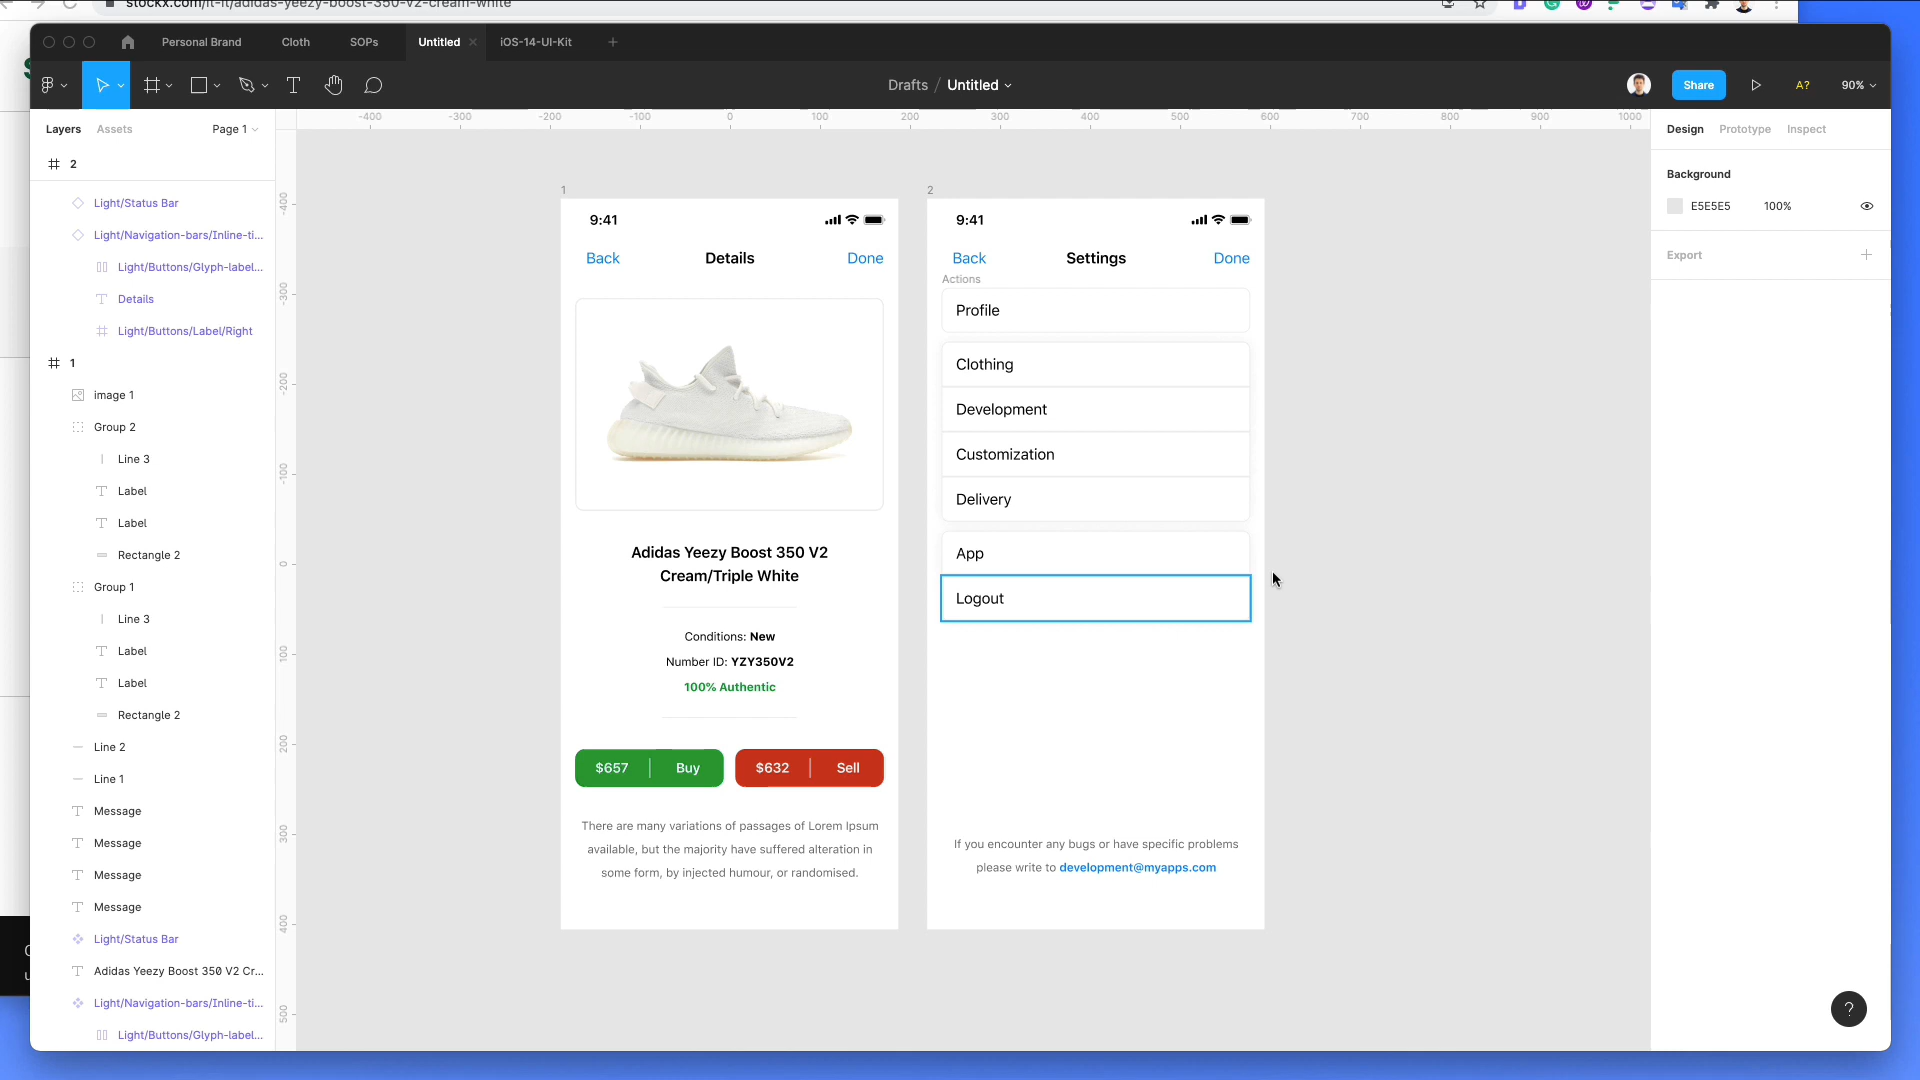 stockx.com/it-it/adidas-yeezy-boost-350-v2-cream-white
Personal Brand
Cloth
SOPs
Untitled
iOS-14-UI-Kit
Drafts / Untitled
Share
A?
90%
Layers
Assets
Page 1
-400
-300
-200
-100
0
100
200
300
400
500
600
700
800
900
1000
Design
Prototype
Inspect
2
Light/Status Bar
Light/Navigation-bars/Inline-ti...
Light/Buttons/Glyph-label...
Details
Light/Buttons/Label/Right
1
image 1
Group 2
Line 3
Label
Label
Rectangle 2
Group 1
Line 3
Label
Label
Rectangle 2
Line 2
Line 1
Message
Message
Message
Message
Light/Status Bar
Adidas Yeezy Boost 350 V2 Cr...
Light/Navigation-bars/Inline-ti...
Light/Buttons/Glyph-label...
-400
-300
-200
-100
0
100
200
300
400
500
1
9:41
Back
Details
Done
Adidas Yeezy Boost 350 V2
Cream/Triple White
Conditions: New
Number ID: YZY350V2
100% Authentic
$657
Buy
$632
Sell
There are many variations of passages of Lorem Ipsum
available, but the majority have suffered alteration in
some form, by injected humour, or randomised.
2
9:41
Back
Settings
Done
Actions
Profile
Clothing
Development
Customization
Delivery
App
Logout
If you encounter any bugs or have specific problems
please write to development@myapps.com
Background
E5E5E5
100%
Export
?